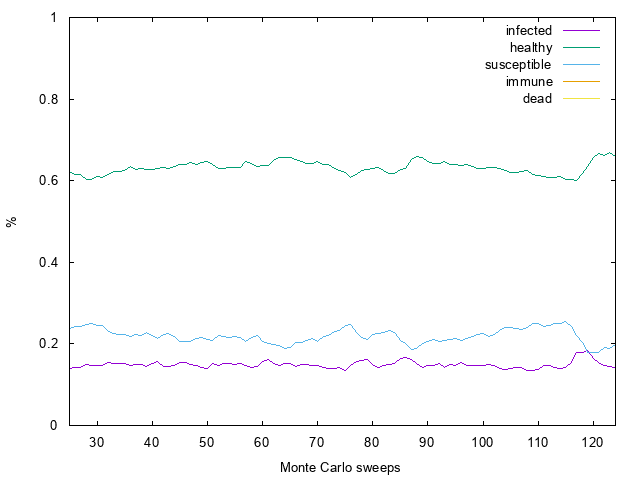 1
infected
healthy
susceptible
immune
dead
0.8
0.6
%
0.4
0.2
0
30 40 50 60 70 80 90 100 110 120
Monte Carlo sweeps